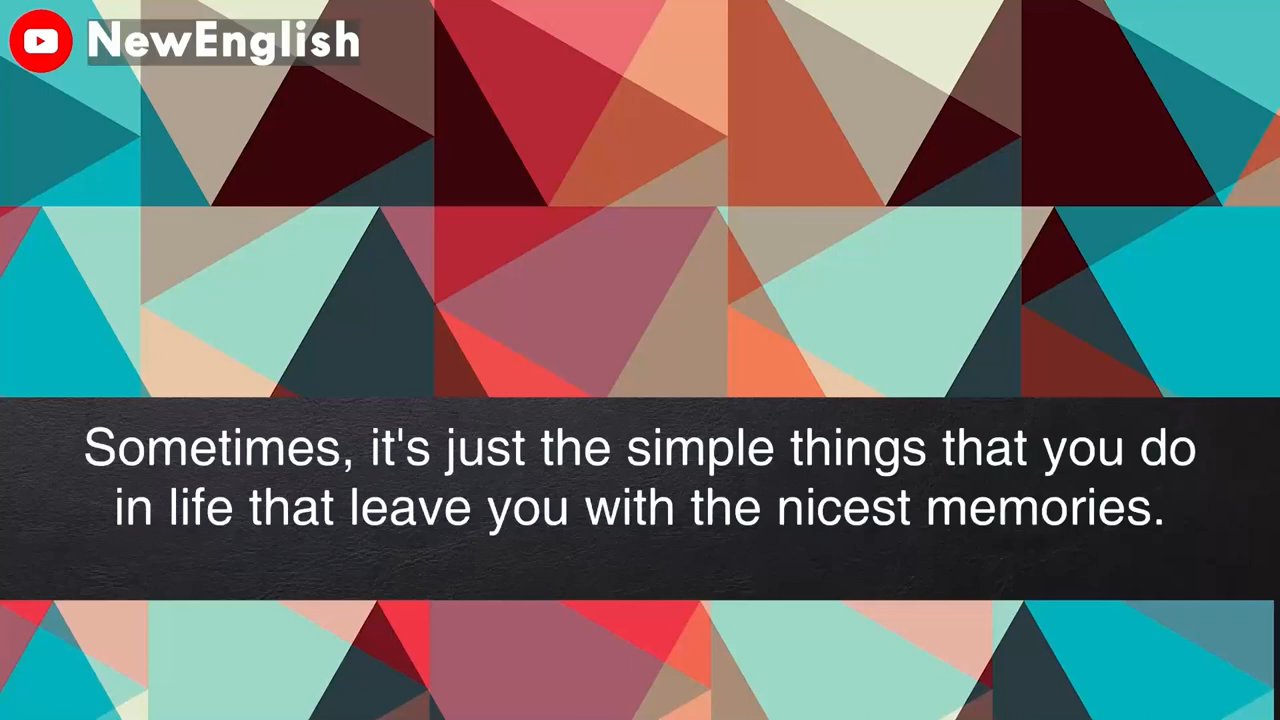 NewEnglish
Sometimes, it's just the simple things that you do
in life that leave you with the nicest memories.